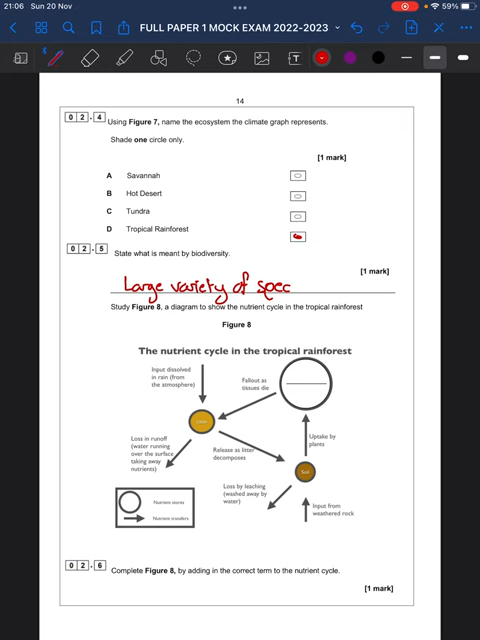 21:06 Sun 20 Nov
59%
FULL PAPER 1 MOCK EXAM 2022-2023
T
14
0 2 . 4 Using Figure 7, name the ecosystem the climate graph represents.
Shade one circle only.
[1 mark]
A Savannah
B Hot Desert
C Tundra
D Tropical Rainforest
0 2 . 5 State what is meant by biodiversity.
[1 mark]
Large variety of spec
Study Figure 8, a diagram to show the nutrient cycle in the tropical rainforest
Figure 8
The nutrient cycle in the tropical rainforest
Input dissolved
in rain (from
the atmosphere)
Fallout as
tissues die
Litter
Loss in runoff
(water running
over the surface
taking away
nutrients)
Release as litter
decomposes
Uptake by
plants
Soil
Loss by leaching
(washed away by
water)
Input from
weathered rock
Nutrient stores
Nutrient transfers
0 2 . 6 Complete Figure 8, by adding in the correct term to the nutrient cycle.
[1 mark]